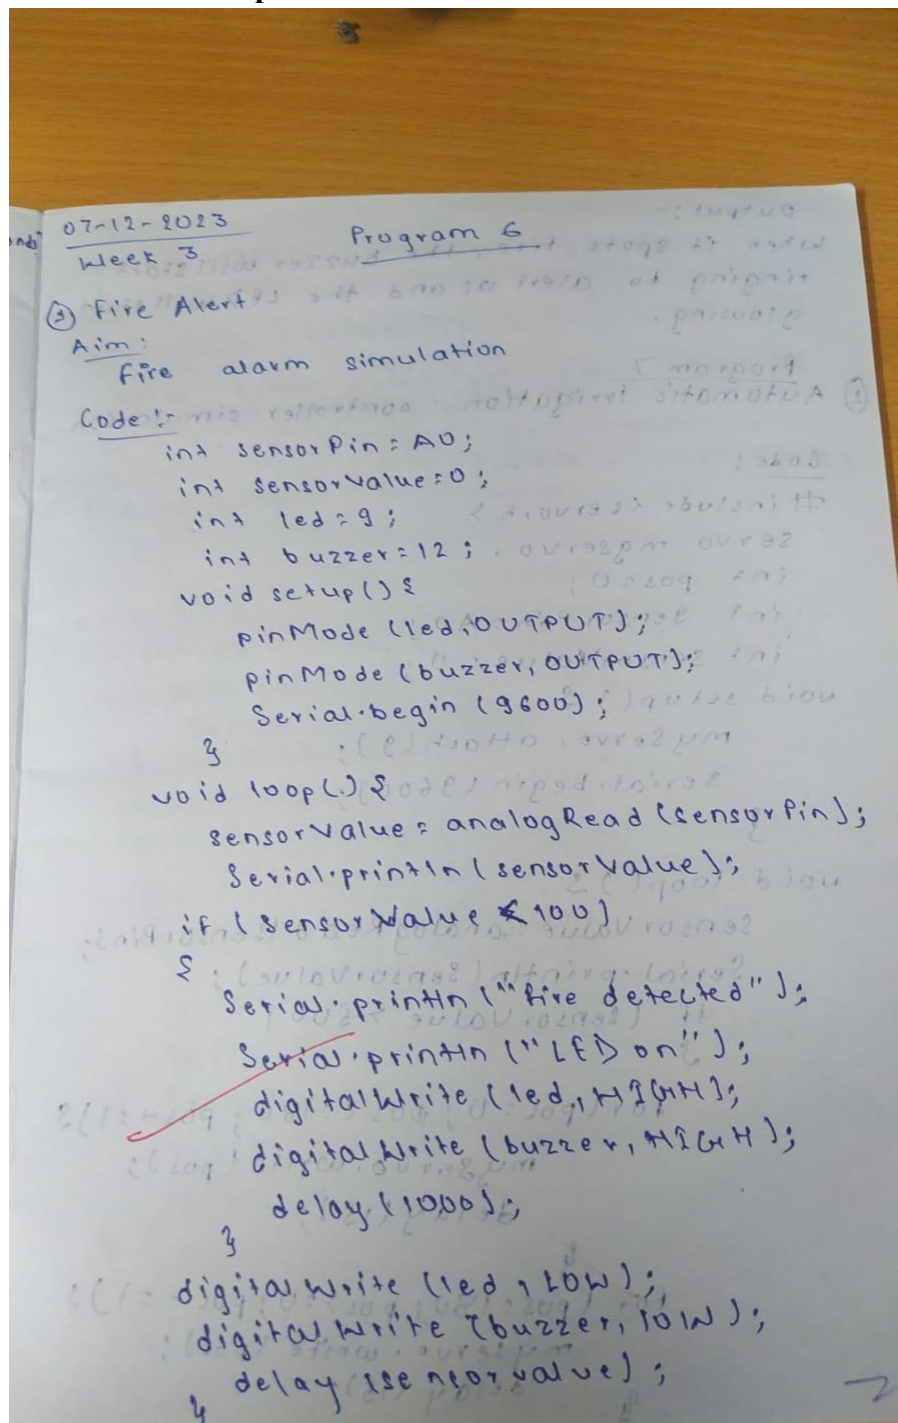 07-12-2023
Week 3
Program 6
③ Fire Alert
Aim:
Fire alarm simulation
Code:-
int sensorPin = A0;
int sensorValue = 0;
int led = 9;
int buzzer = 12;
void setup() {
pinMode (led, OUTPUT);
pinMode (buzzer, OUTPUT);
Serial.begin (9600);
}
void loop() {
sensorValue = analogRead (sensorPin);
Serial.println (sensorValue);
if (sensorValue < 100)
{
Serial.println ("fire detected");
Serial.println ("LED on");
digitalWrite (led, HIGH);
digitalWrite (buzzer, HIGH);
delay (1000);
}
digitalWrite (led, LOW);
digitalWrite (buzzer, LOW);
delay (sensorvalue);
}